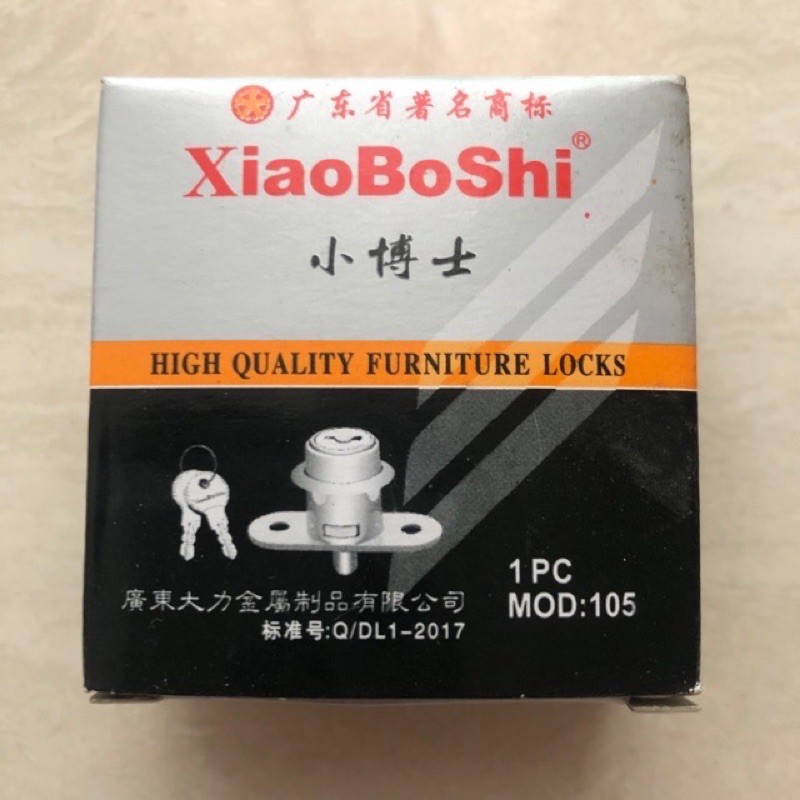 广东省著名商标
XiaoBoShi®
小博士
HIGH QUALITY FURNITURE LOCKS
1 PC
廣東大力金屬制品有限公司
MOD:105
标准号:Q/DL1-2017